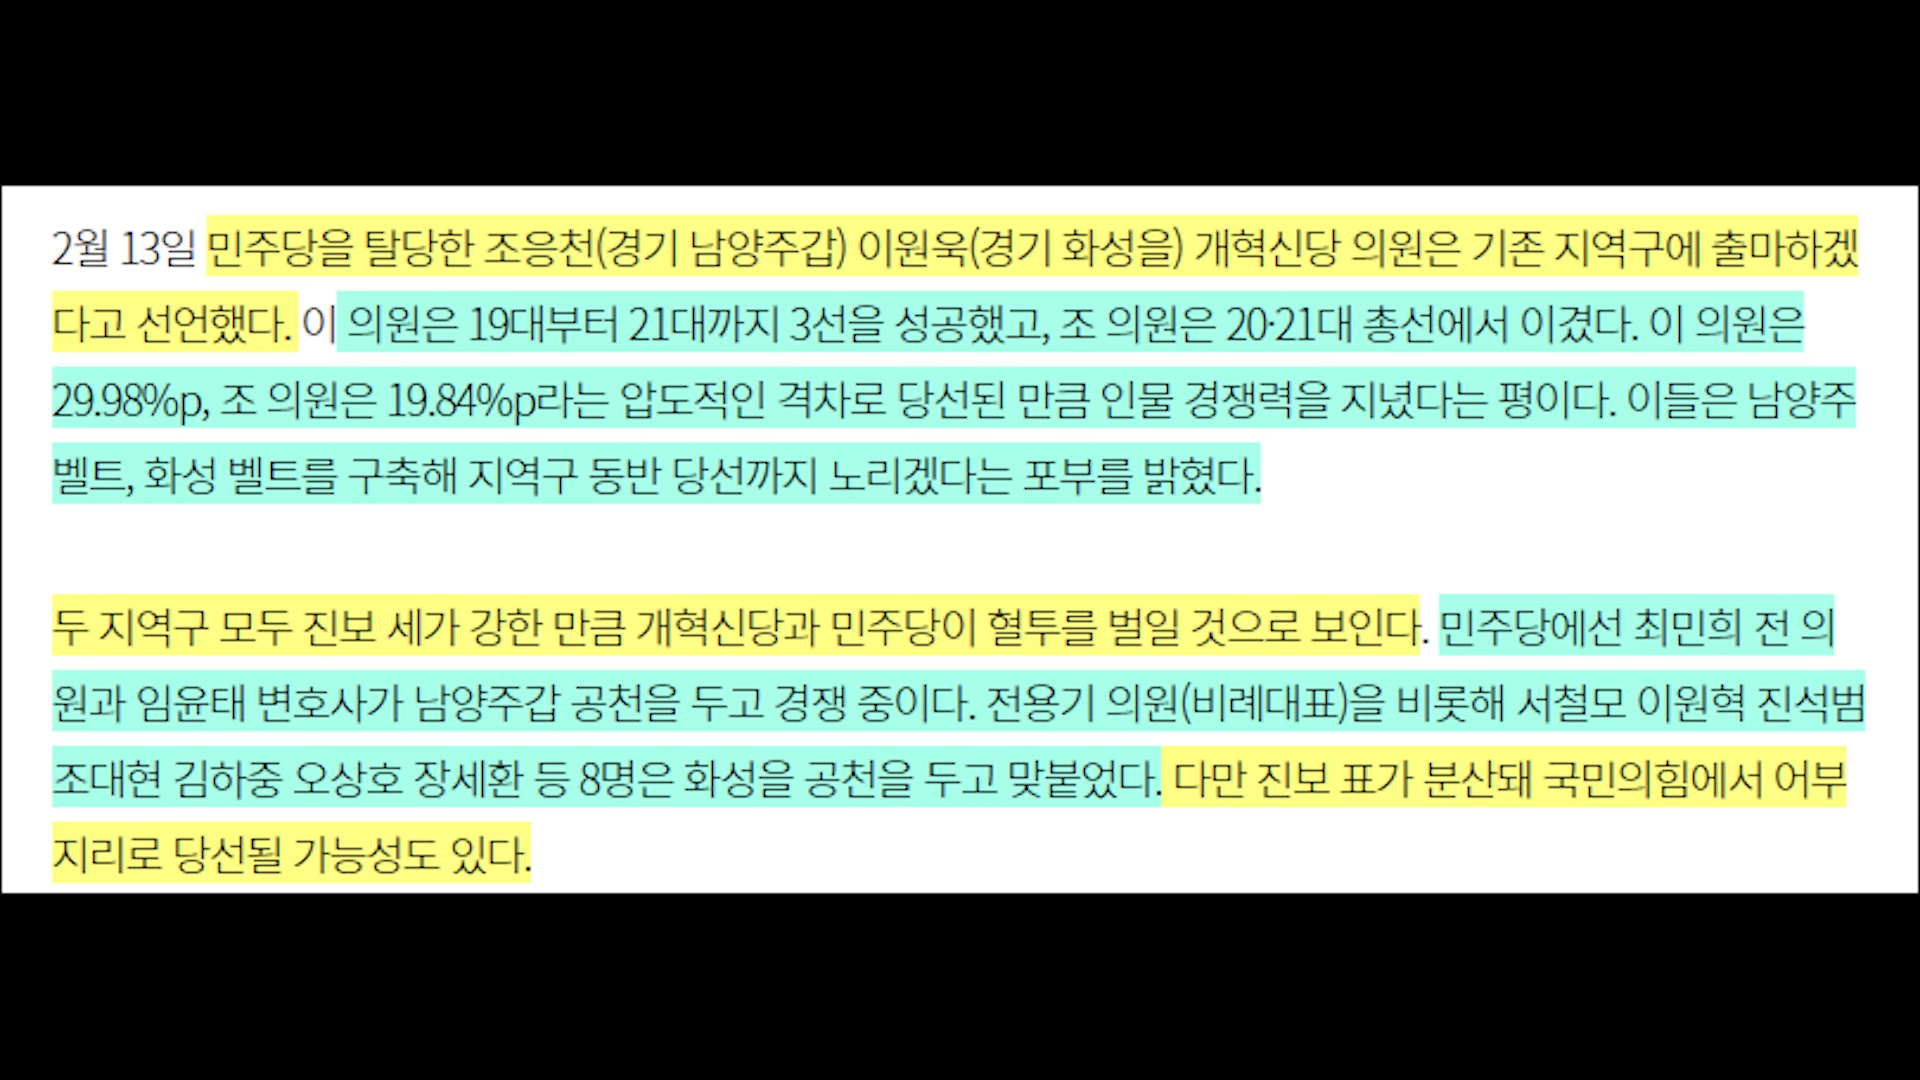 2월 13일 민주당을 탈당한 조응천(경기 남양주갑) 이원욱(경기 화성을) 개혁신당 의원은 기존 지역구에 출마하겠
다고 선언했다. 이 의원은 19대부터 21대까지 3선을 성공했고, 조 의원은 20·21대 총선에서 이겼다. 이 의원은
29.98%p, 조 의원은 19.84%p라는 압도적인 격차로 당선된 만큼 인물 경쟁력을 지녔다는 평이다. 이들은 남양주
벨트, 화성 벨트를 구축해 지역구 동반 당선까지 노리겠다는 포부를 밝혔다.
두 지역구 모두 진보 세가 강한 만큼 개혁신당과 민주당이 혈투를 벌일 것으로 보인다. 민주당에선 최민희 전 의
원과 임윤태 변호사가 남양주갑 공천을 두고 경쟁 중이다. 전용기 의원(비례대표)을 비롯해 서철모 이원혁 진석범
조대현 김하중 오상호 장세환 등 8명은 화성을 공천을 두고 맞붙었다. 다만 진보 표가 분산돼 국민의힘에서 어부
지리로 당선될 가능성도 있다.